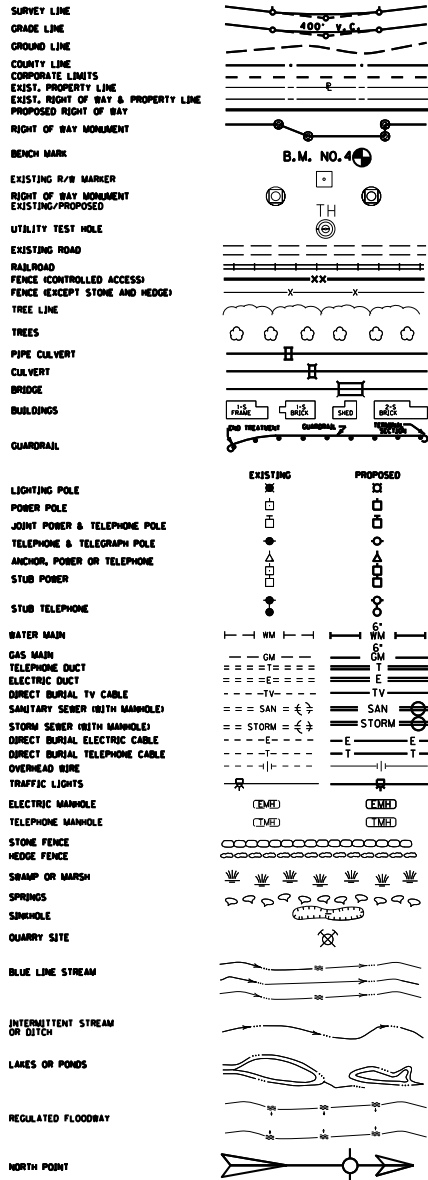 SURVEY LINE
GRADE LINE 400' V.C.
GROUND LINE
COUNTY LINE
CORPORATE LIMITS
EXIST. PROPERTY LINE
EXIST. RIGHT OF WAY & PROPERTY LINE
PROPOSED RIGHT OF WAY
RIGHT OF WAY MONUMENT
BENCH MARK B.M. NO. 4
EXISTING R/W MARKER
RIGHT OF WAY MONUMENT
EXISTING/PROPOSED
TH
UTILITY TEST HOLE
EXISTING ROAD
RAILROAD
FENCE (CONTROLLED ACCESS) XX
FENCE (EXCEPT STONE AND HEDGE) X X
TREE LINE
TREES
PIPE CULVERT
CULVERT
BRIDGE
BUILDINGS 1-S FRAME 1-S BRICK SHED 2-S BRICK
END TREATMENT GUARDRAIL TERMINAL SECTION
GUARDRAIL
EXISTING PROPOSED
LIGHTING POLE
POWER POLE
JOINT POWER & TELEPHONE POLE
TELEPHONE & TELEGRAPH POLE
ANCHOR, POWER OR TELEPHONE
STUB POWER
STUB TELEPHONE
6"
WATER MAIN WM WM
6"
GAS MAIN GM GM
TELEPHONE DUCT T T
ELECTRIC DUCT E E
DIRECT BURIAL TV CABLE TV TV
SANITARY SEWER (WITH MANHOLE) SAN SAN
STORM SEWER (WITH MANHOLE) STORM STORM
DIRECT BURIAL ELECTRIC CABLE E E E
DIRECT BURIAL TELEPHONE CABLE T T T
OVERHEAD WIRE
TRAFFIC LIGHTS
ELECTRIC MANHOLE EMH EMH
TELEPHONE MANHOLE TMH TMH
STONE FENCE
HEDGE FENCE
SWAMP OR MARSH
SPRINGS
SINKHOLE
QUARRY SITE
BLUE LINE STREAM
INTERMITTENT STREAM
OR DITCH
LAKES OR PONDS
REGULATED FLOODWAY
NORTH POINT